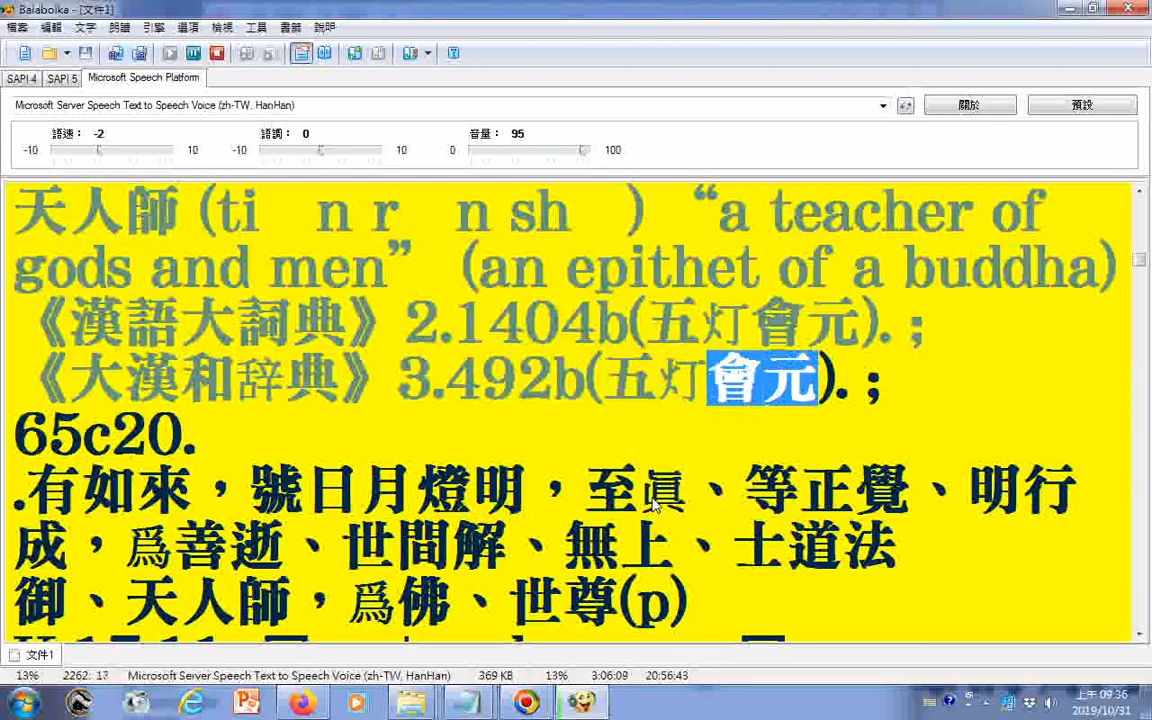 Balabolka - [文件1]
檔案 編輯 文字 朗讀 引擎 選項 檢視 工具 書籤 說明
SAPI 4 SAPI 5 Microsoft Speech Platform
Microsoft Server Speech Text to Speech Voice (zh-TW, HanHan) 關於 預設
語速： -2 語調： 0 音量： 95
-10 10 -10 10 0 100
天人師 (ti n r n sh ) “a teacher of
gods and men” (an epithet of a buddha)
《漢語大詞典》 2.1404b(五灯會元). ;
《大漢和辞典》 3.492b(五灯會元). ;
65c20.
.有如來，號日月燈明，至眞、等正覺、明行
成，爲善逝、世間解、無上、士道法
御、天人師，爲佛、世尊(p)
文件1
13% 2262: 17 Microsoft Server Speech Text to Speech Voice (zh-TW, HanHan) 369 KB 13% 3:06:09 20:56:43
上午 09:36
2019/10/31